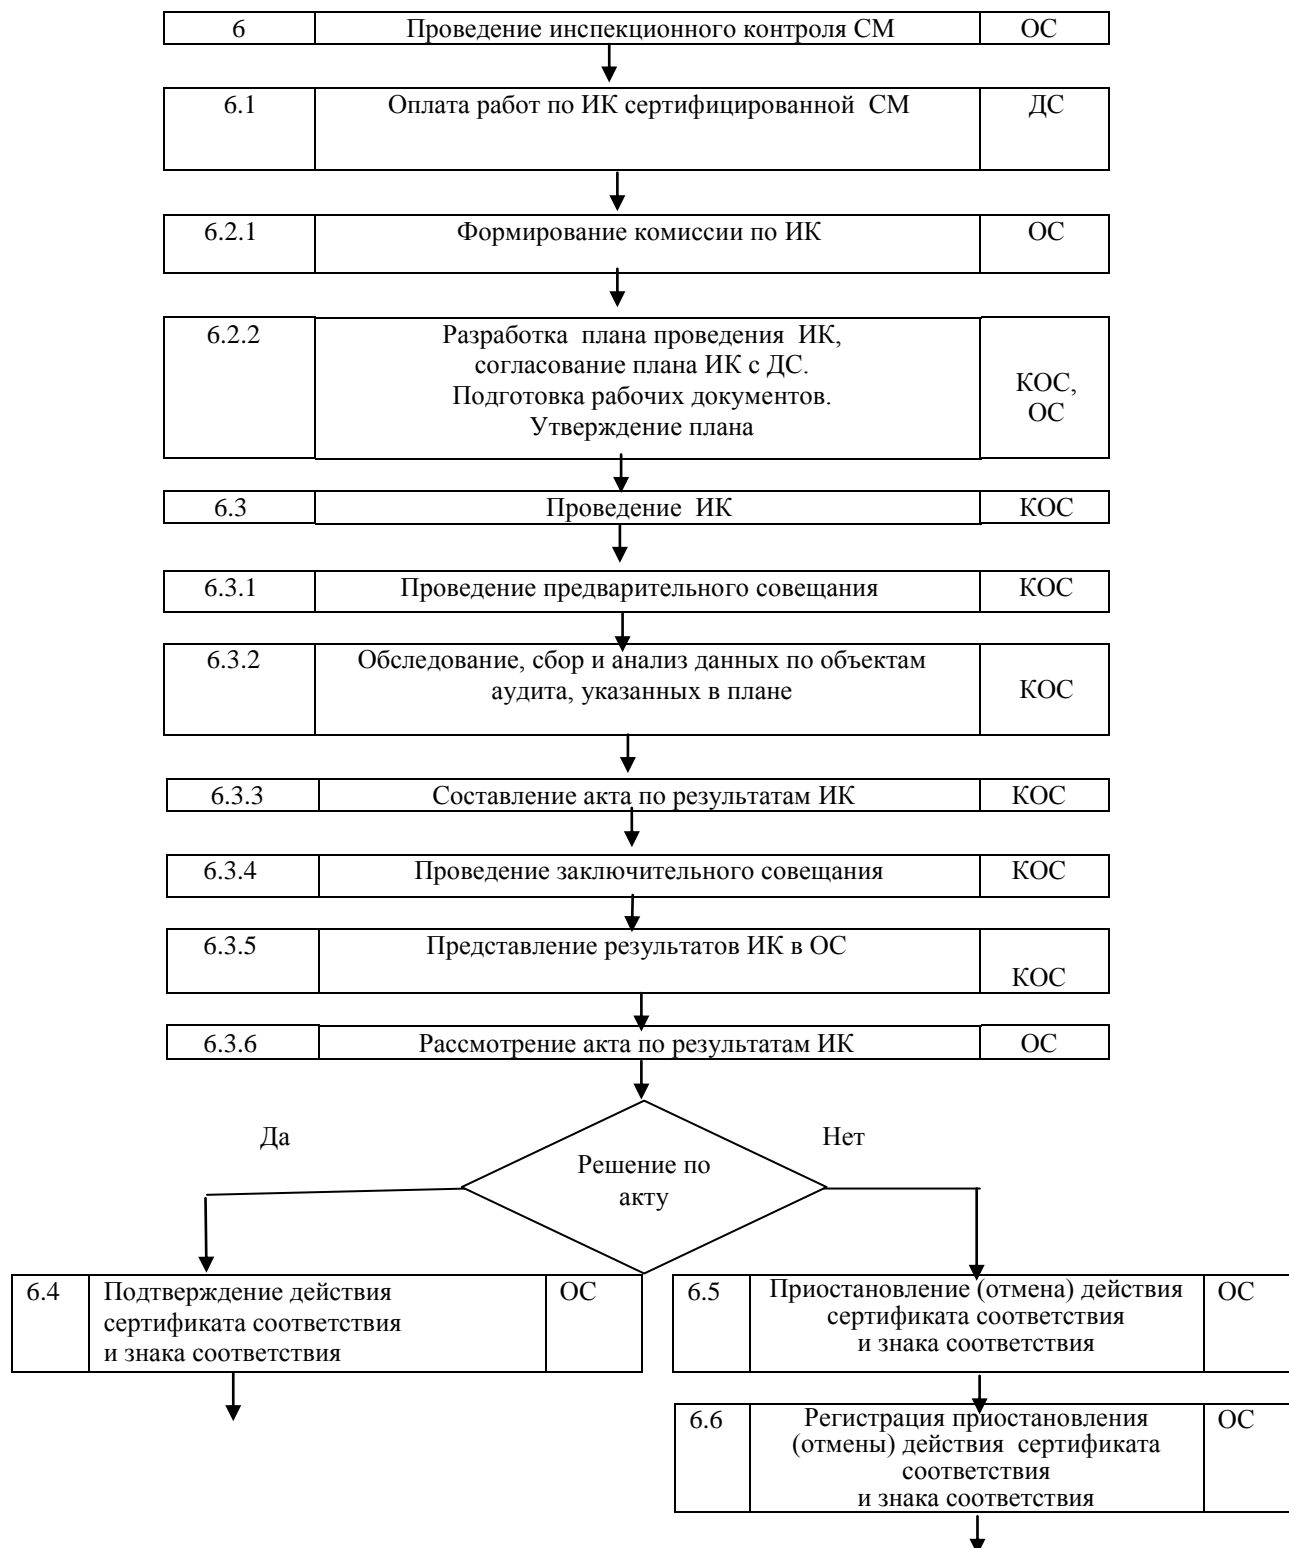 6 Проведение инспекционного контроля СМ ОС
6.1 Оплата работ по ИК сертифицированной СМ ДС
6.2.1 Формирование комиссии по ИК ОС
6.2.2 Разработка плана проведения ИК,
согласование плана ИК с ДС.
Подготовка рабочих документов.
Утверждение плана
КОС,
ОС
6.3 Проведение ИК КОС
6.3.1 Проведение предварительного совещания КОС
6.3.2 Обследование, сбор и анализ данных по объектам
аудита, указанных в плане
КОС
6.3.3 Составление акта по результатам ИК КОС
6.3.4 Проведение заключительного совещания КОС
6.3.5 Представление результатов ИК в ОС
КОС
6.3.6 Рассмотрение акта по результатам ИК ОС
Да
Нет
Решение по
акту
6.4 Подтверждение действия ОС
сертификата соответствия
и знака соответствия
6.5 Приостановление (отмена) действия ОС
сертификата соответствия
и знака соответствия
6.6 Регистрация приостановления ОС
(отмены) действия сертификата
соответствия
и знака соответствия